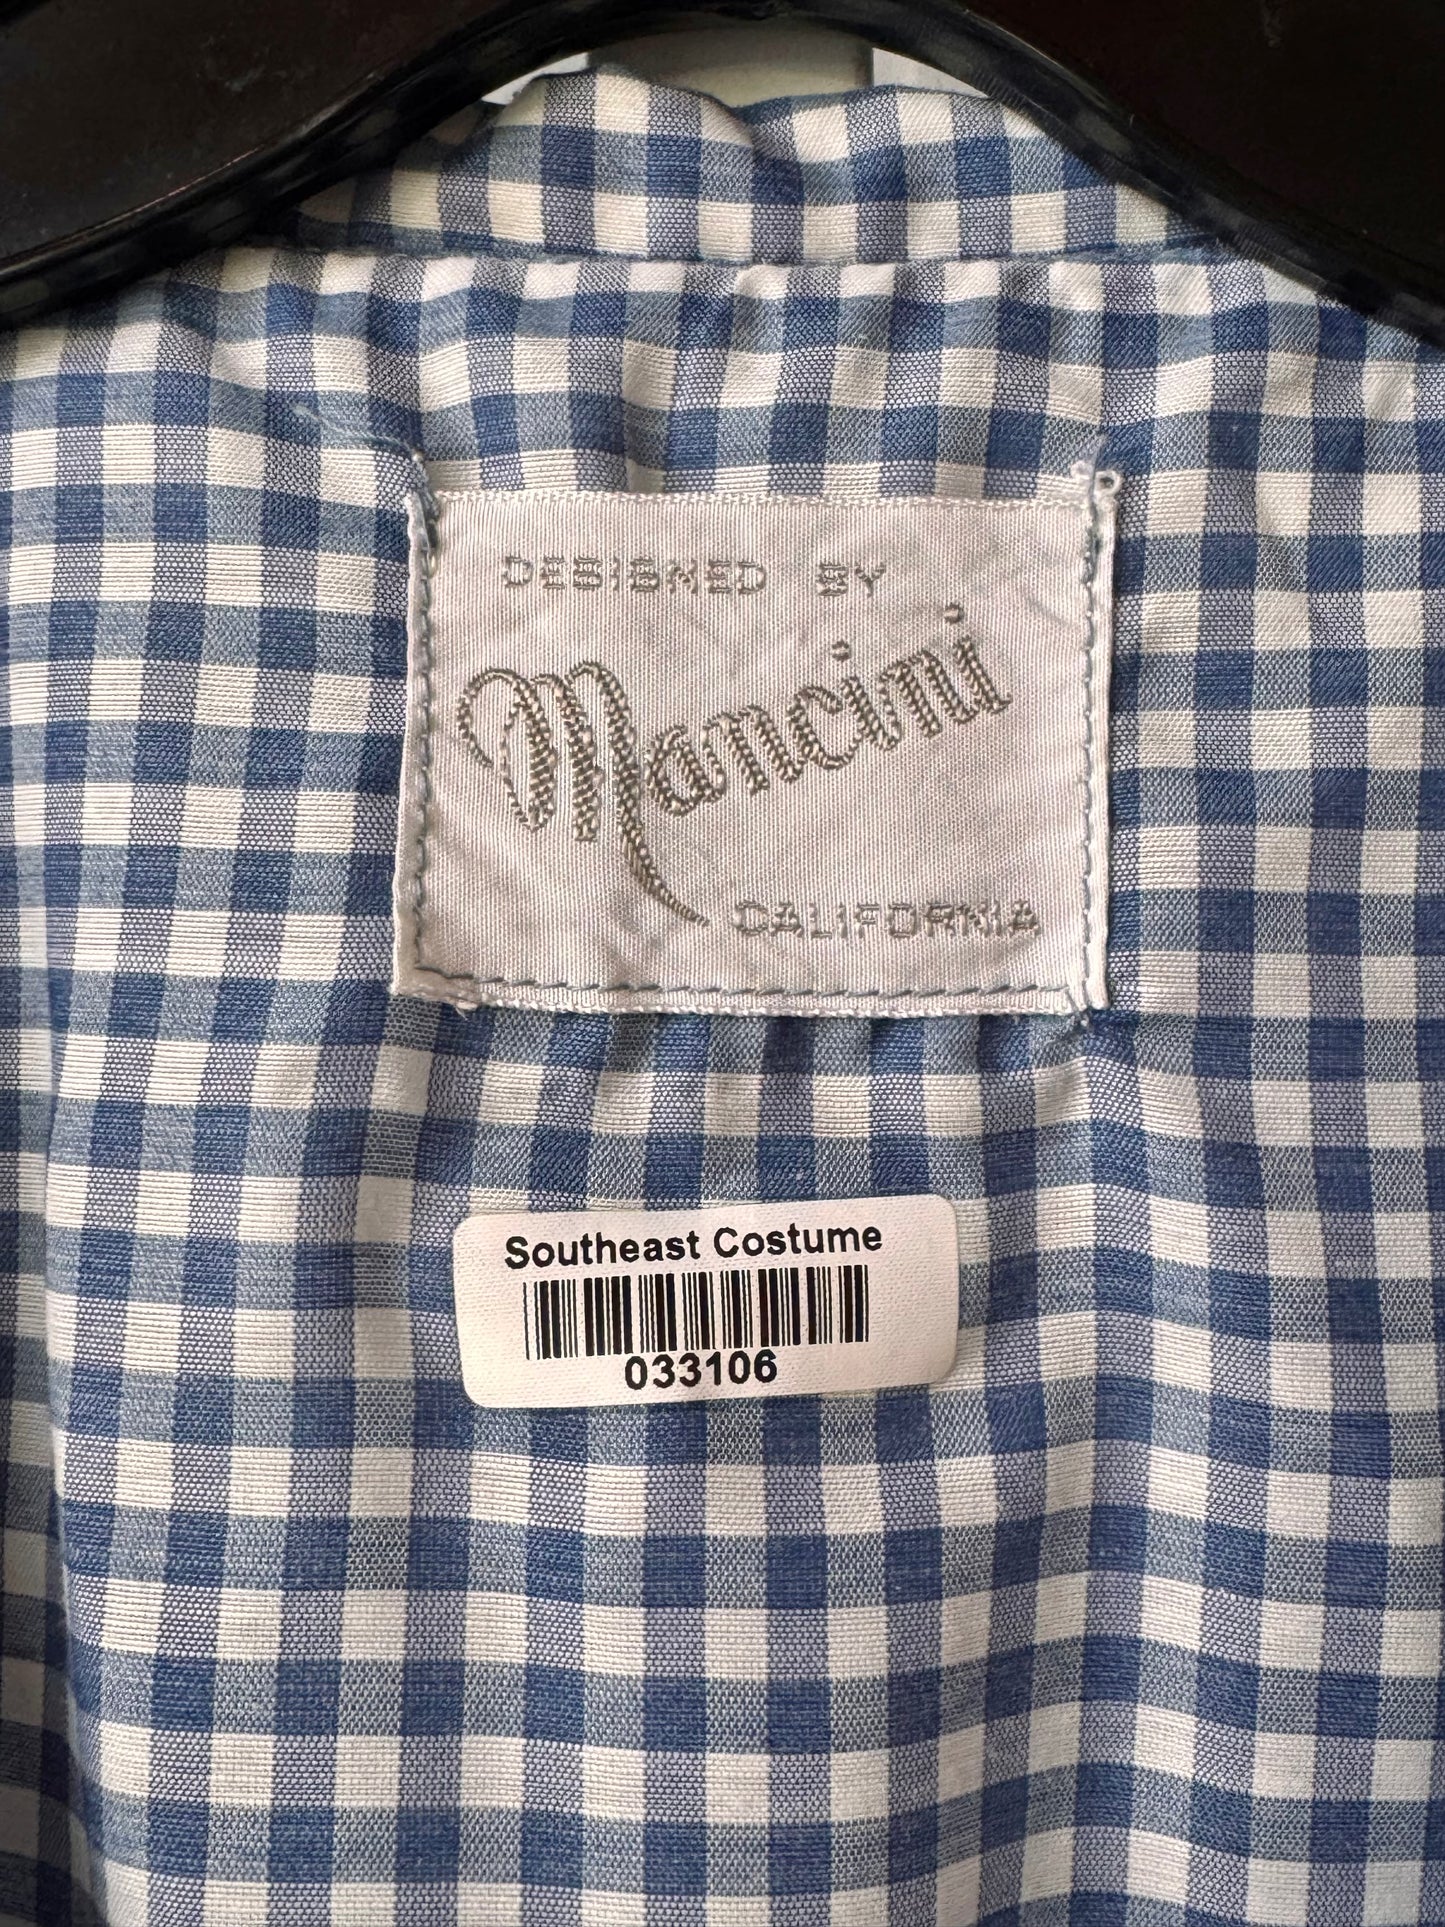 DESIGNED BY
Mancini
CALIFORNIA
Southeast Costume
033106